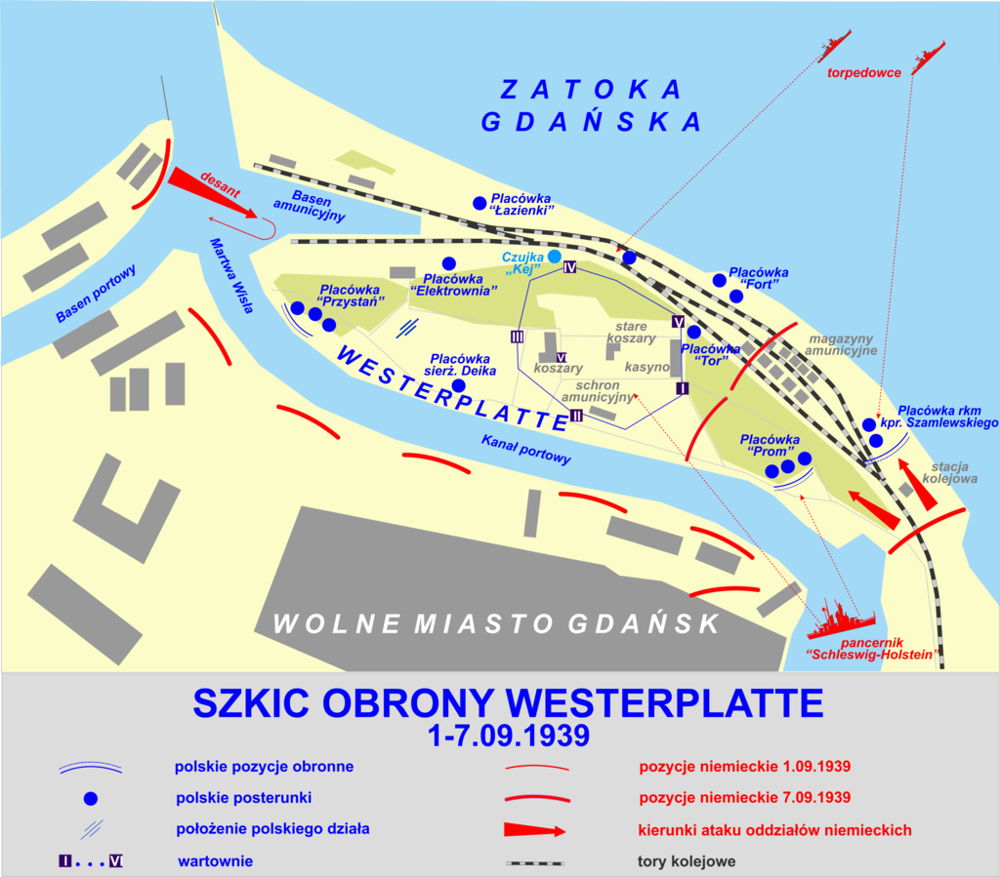 torpedowce
ZATOKA
GDAŃSKA
desant
Basen
amunicyjny
Placówka
“Łazienki”
Martwa Wisła
Basen portowy
Czujka
„Kej”
IV
Placówka
“Elektrownia”
Placówka
“Fort”
Placówka
“Przystań”
V
stare
koszary
III
magazyny
amunicyjne
Placówka
“Tor”
VI
koszary
kasyno
Placówka
sierż. Deika
schron
amunicyjny
I
II
WESTERPLATTE
Placówka rkm
kpr. Szamlewskiego
Kanał portowy
Placówka
“Prom”
stacja
kolejowa
WOLNE MIASTO GDAŃSK
pancernik
“Schleswig-Holstein”
SZKIC OBRONY WESTERPLATTE
1-7.09.1939
polskie pozycje obronne
pozycje niemieckie 1.09.1939
polskie posterunki
pozycje niemieckie 7.09.1939
położenie polskiego działa
kierunki ataku oddziałów niemieckich
I . . . VI wartownie
tory kolejowe